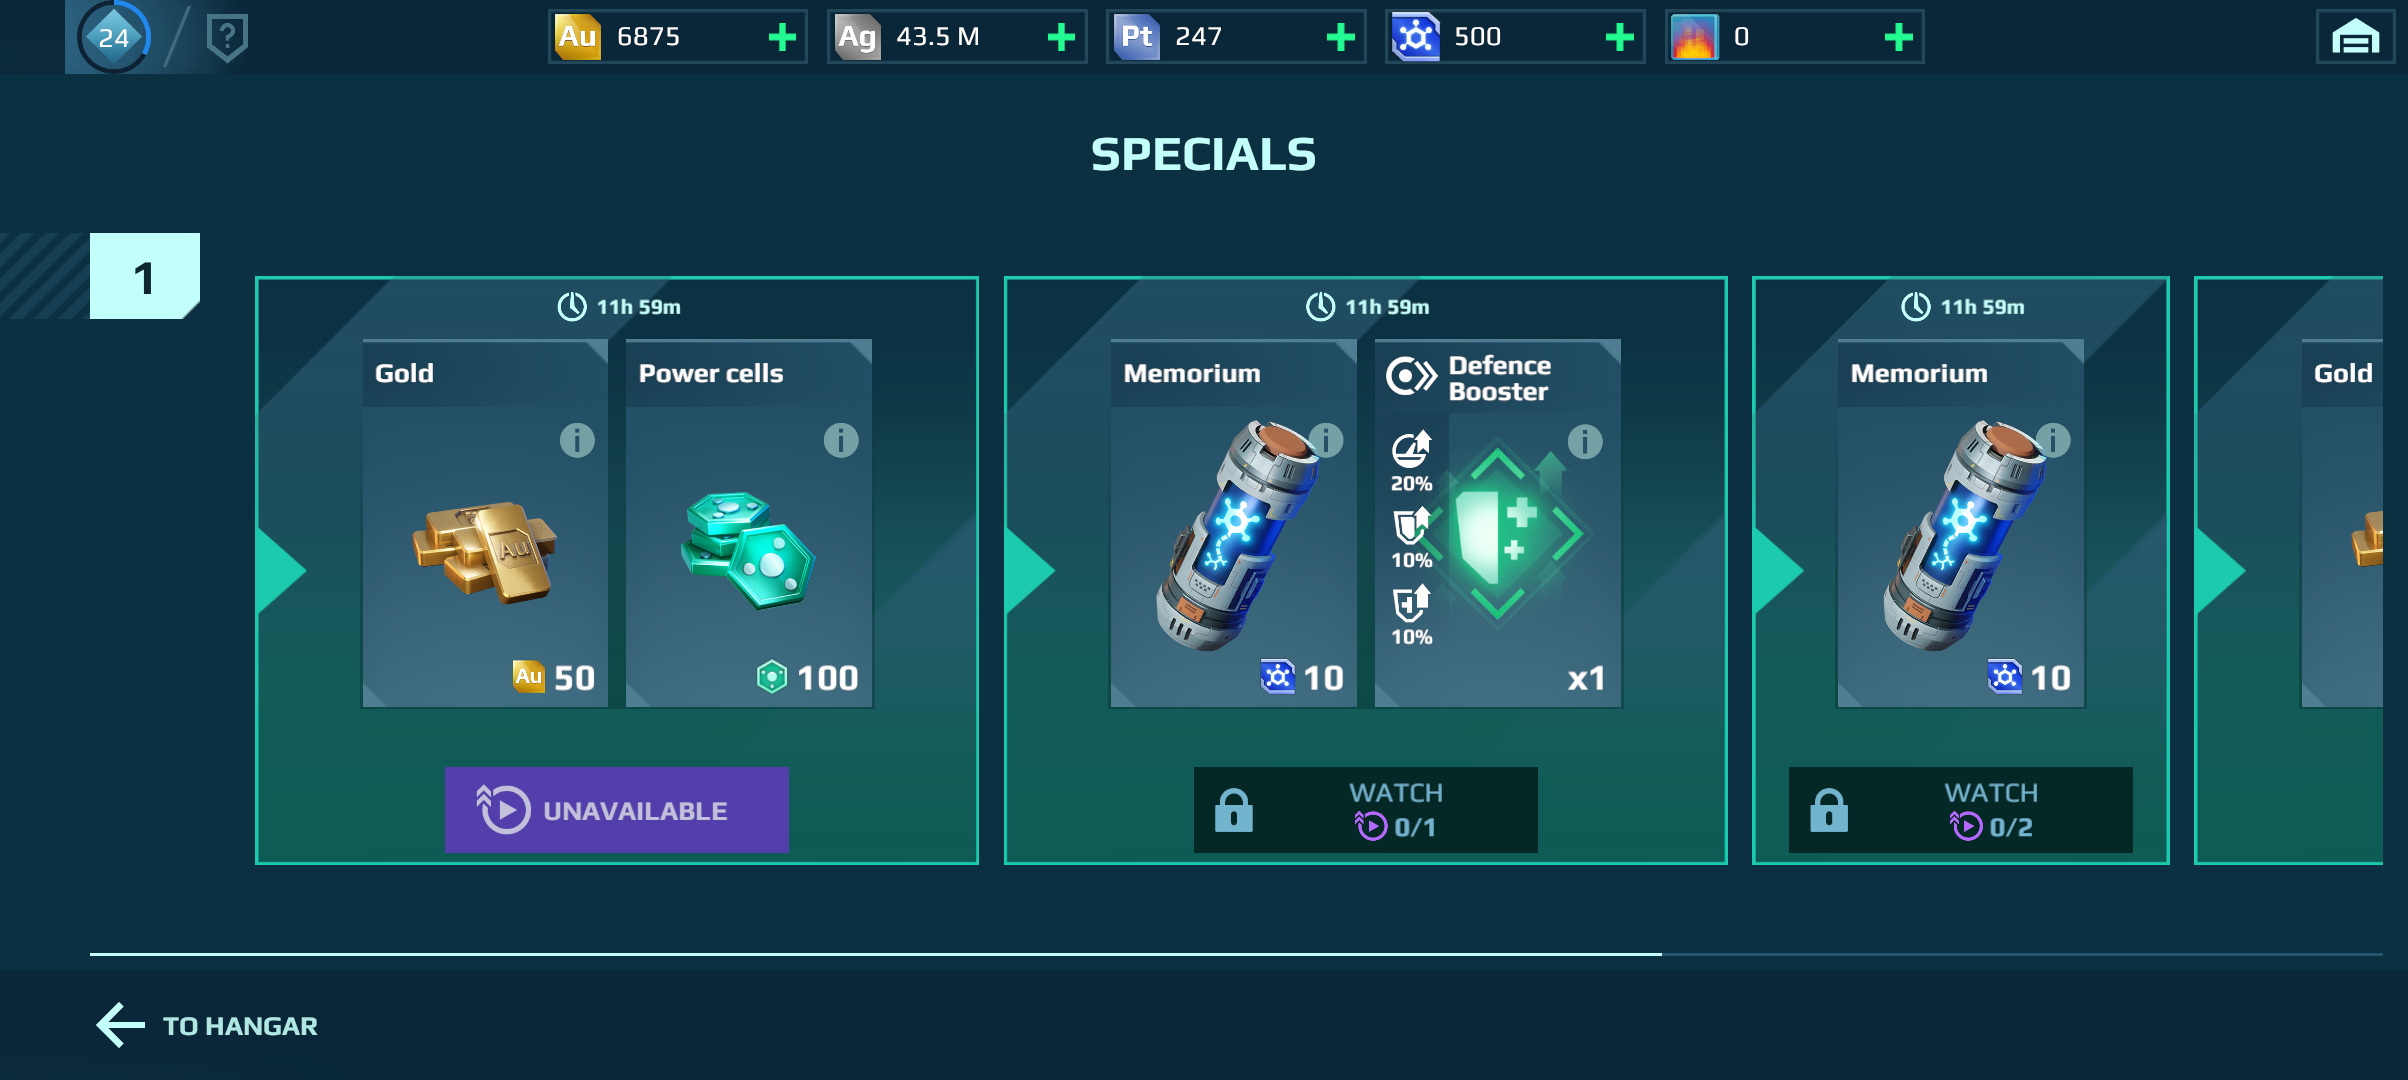 24
?
Au 6875
Ag 43.5 M
Pt 247
500
0
SPECIALS
1
11h 59m
Gold
i
Au
Au 50
Power cells
i
100
UNAVAILABLE
11h 59m
Memorium
i
10
Defence
Booster
i
20%
10%
10%
x1
WATCH
0/1
11h 59m
Memorium
i
10
WATCH
0/2
Gold
TO HANGAR